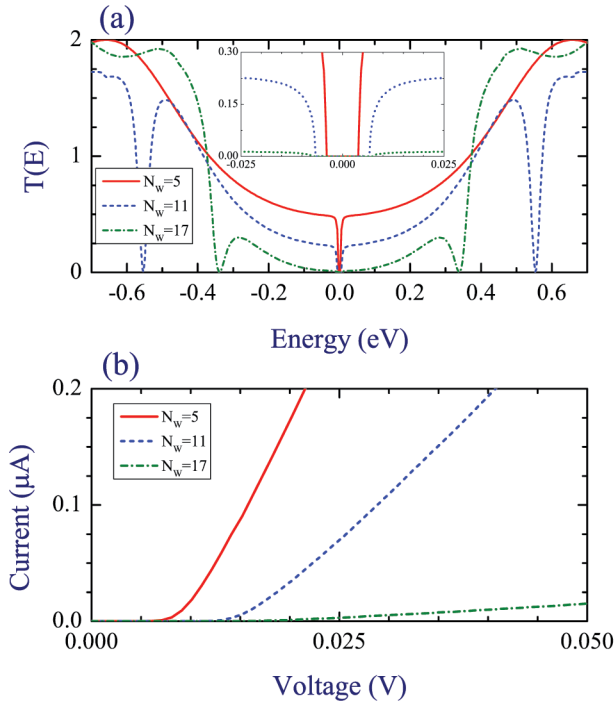 (a)
2
1
0
T(E)
0.30
0.15
0.00
-0.025 0.000 0.025
N_W=5
N_W=11
N_W=17
-0.6 -0.4 -0.2 0.0 0.2 0.4 0.6
Energy (eV)
(b)
0.2
0.1
0.0
Current (μA)
N_W=5
N_W=11
N_W=17
0.000 0.025 0.050
Voltage (V)